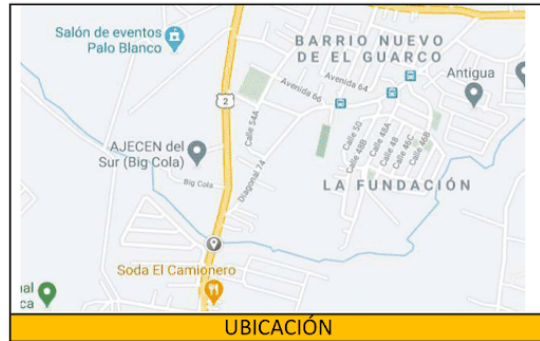 Salón de eventos
Palo Blanco
BARRIO NUEVO
DE EL GUARCO
Avenida 64
Antigua
Avenida 66
2
Calle 54A
Calle 50
Calle 48A
Calle 48
Calle 46C
Calle 46B
Calle 48B
AJECEN del
Sur (Big Cola)
Diagonal 74
Big Cola
LA FUNDACIÓN
Soda El Camionero
nal
ca
UBICACIÓN